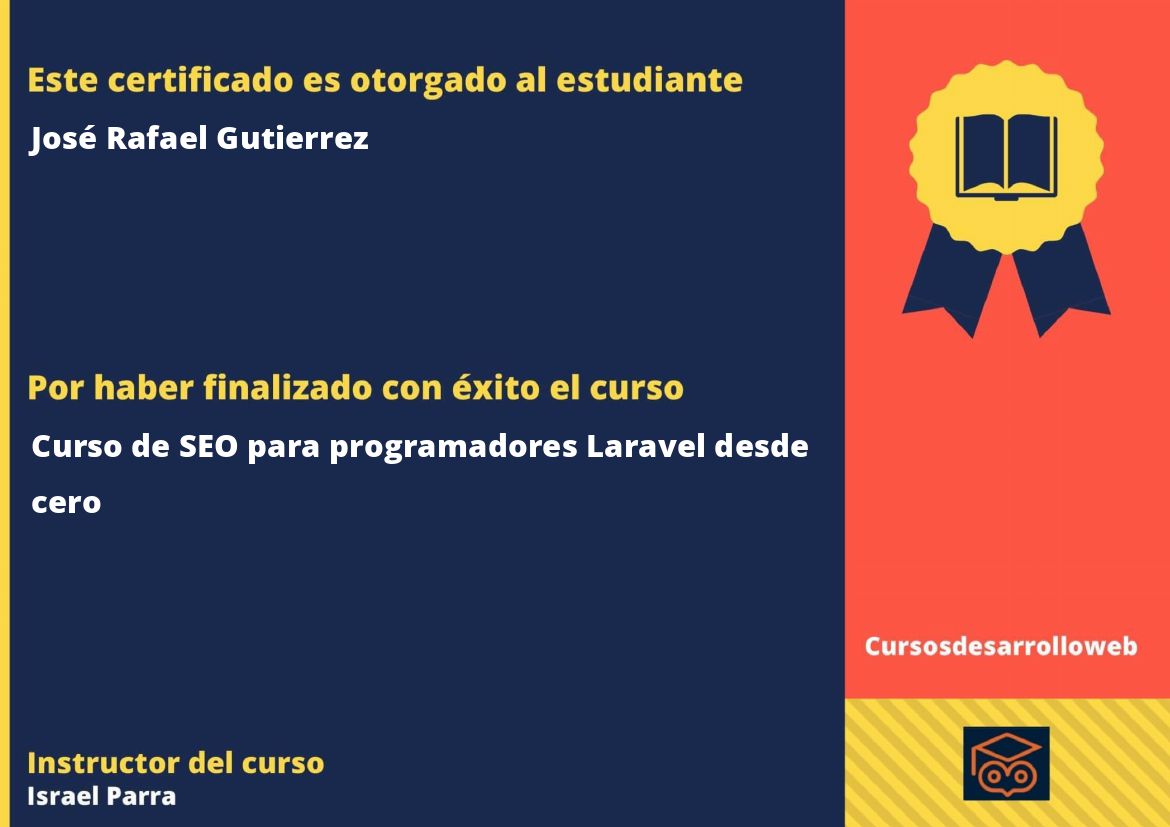 Este certificado es otorgado al estudiante
José Rafael Gutierrez
Por haber finalizado con éxito el curso
Curso de SEO para programadores Laravel desde
cero
Cursosdesarrolloweb
Instructor del curso
Israel Parra